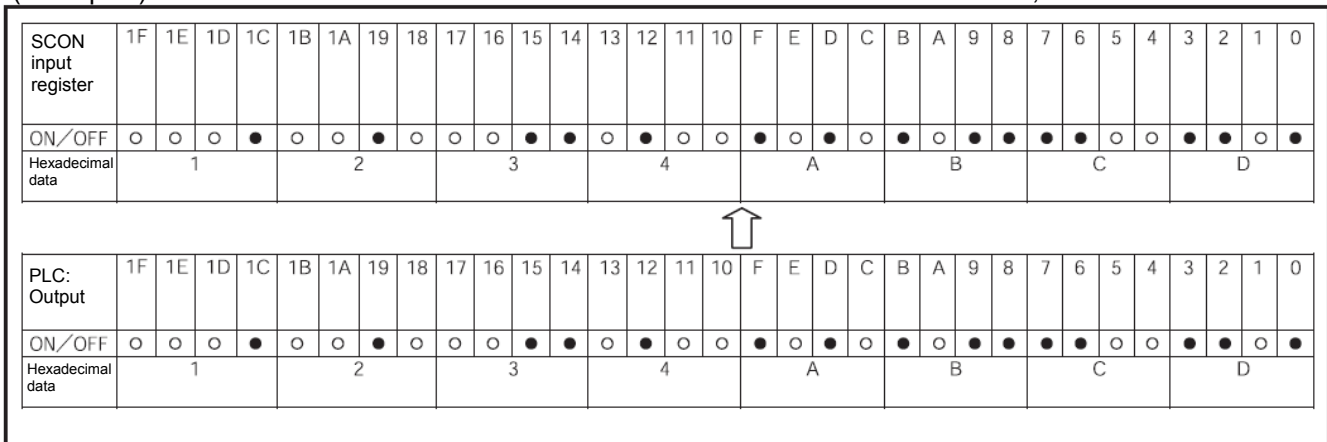 SCON input register 1F 1E 1D 1C 1B 1A 19 18 17 16 15 14 13 12 11 10 F E D C B A 9 8 7 6 5 4 3 2 1 0
ON/OFF ○ ○ ○ ● ○ ○ ● ○ ○ ○ ● ● ○ ● ○ ○ ● ○ ● ○ ● ○ ● ● ● ● ○ ○ ● ● ○ ●
Hexadecimal data 1 2 3 4 A B C D
PLC: Output 1F 1E 1D 1C 1B 1A 19 18 17 16 15 14 13 12 11 10 F E D C B A 9 8 7 6 5 4 3 2 1 0
ON/OFF ○ ○ ○ ● ○ ○ ● ○ ○ ○ ● ● ○ ● ○ ○ ● ○ ● ○ ● ○ ● ● ● ● ○ ○ ● ● ○ ●
Hexadecimal data 1 2 3 4 A B C D